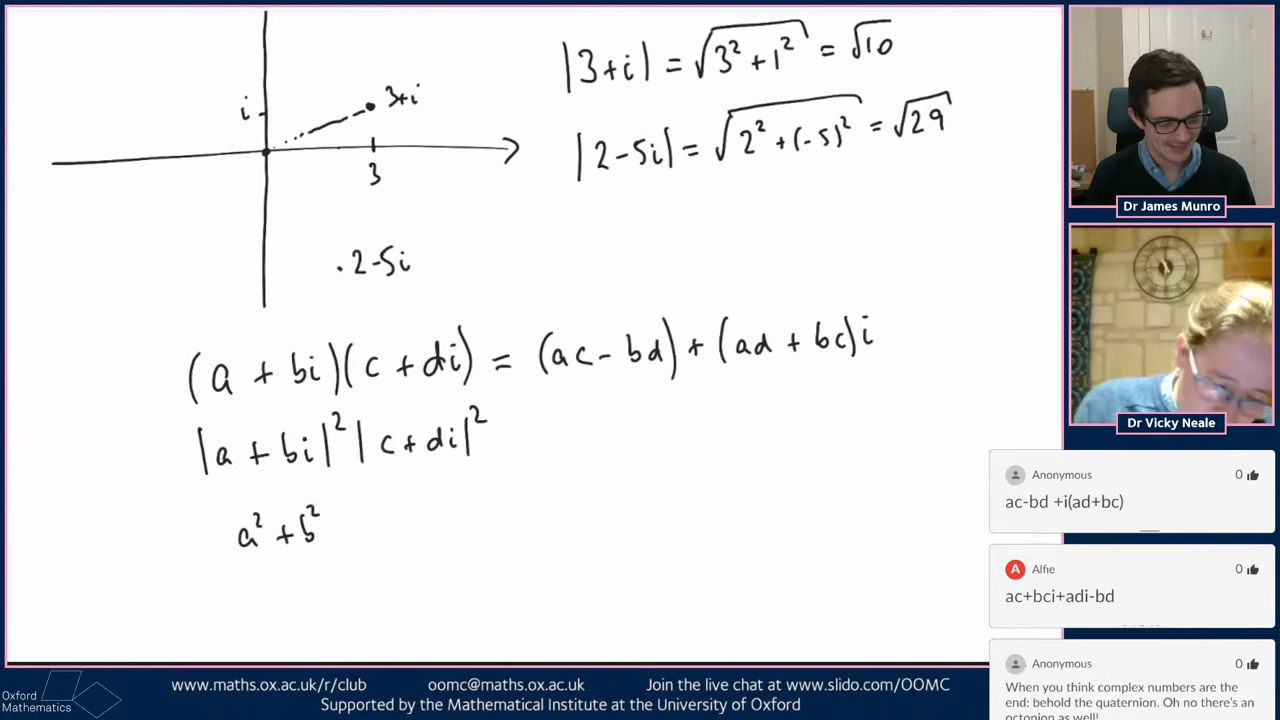 |3+i| = √3²+1² = √10
i
3+i
3
|2-5i| = √2²+(-5)² = √29
.2-5i
(a + bi)(c + di) = (ac - bd) + (ad + bc)i
|a + bi|²|c+di|²
a² + b²
Dr James Munro
Dr Vicky Neale
Anonymous
0
ac-bd +i(ad+bc)
A
Alfie
0
ac+bci+adi-bd
Anonymous
0
When you think complex numbers are the
end: behold the quaternion. Oh no there's an
octonion as well!
Oxford
Mathematics
www.maths.ox.ac.uk/r/club oomc@maths.ox.ac.uk Join the live chat at www.slido.com/OOMC
Supported by the Mathematical Institute at the University of Oxford